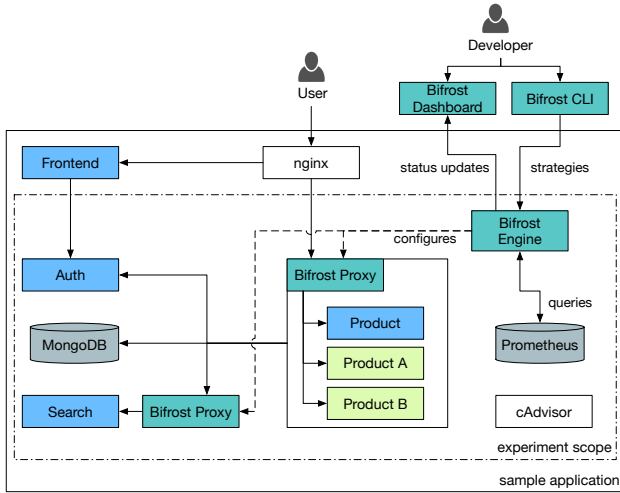 Developer
User
Bifrost
Dashboard
Bifrost CLI
Frontend
nginx
status updates
strategies
configures
Bifrost
Engine
Auth
Bifrost Proxy
queries
MongoDB
Product
Prometheus
Product A
Search
Bifrost Proxy
Product B
cAdvisor
experiment scope
sample application